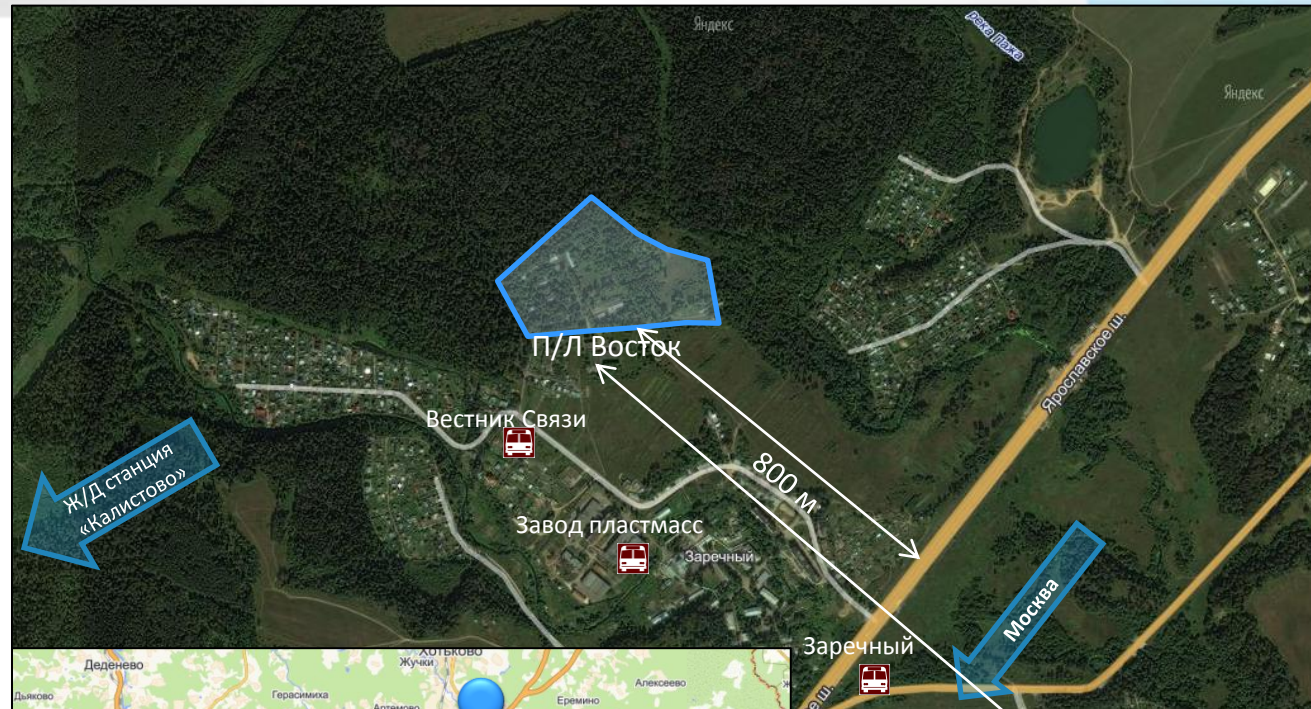 Яндекс
река Пажа
Яндекс
П/Л Восток
Ярославское ш.
Вестник Связи
Ж/Д станция
«Калистово»
800 м
Завод пластмасс
Заречный
Москва
Заречный
е ш.
Хотьково
Жучки
Деденево
Дьяково
Герасимиха
Артемово
Алексеево
Еремино